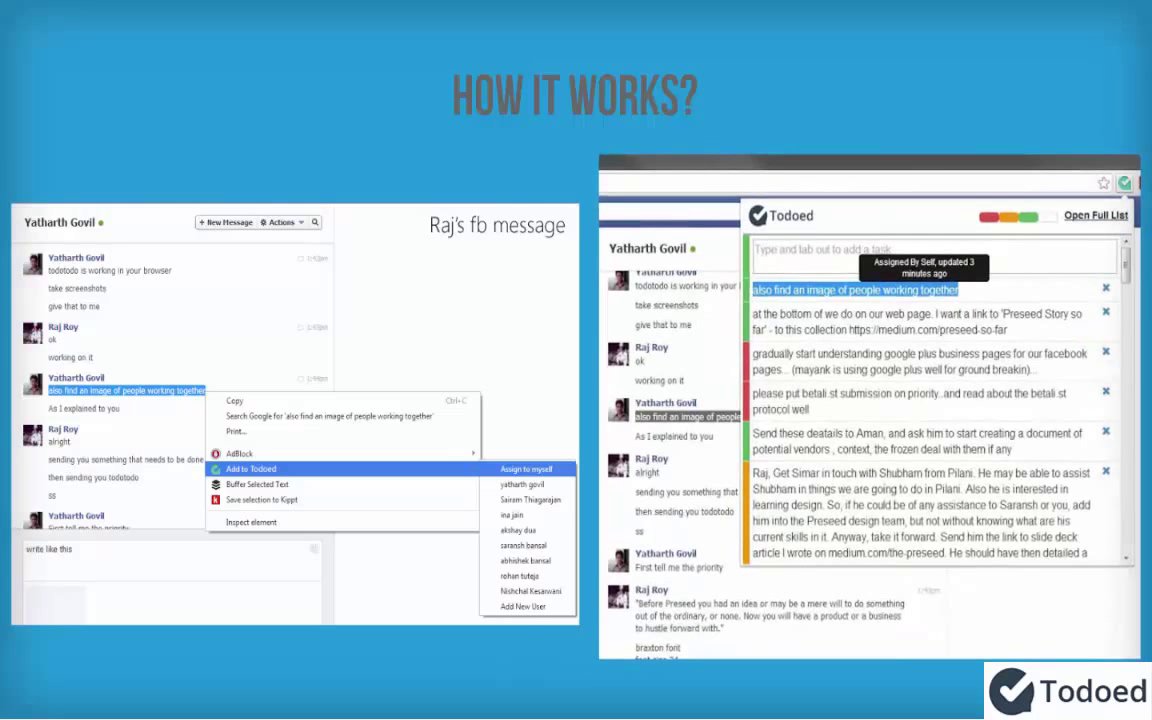 HOW IT WORKS?
Yatharth Govil
+ New Message Actions
Raj's fb message
Yatharth Govil
todotodo is working in your browser
take screenshots
give that to me
Raj Roy
ok
working on it
Yatharth Govil
also find an image of people working together
As I explained to you
Raj Roy
alright
sending you something that needs to be done
then sending you todotodo
ss
Yatharth Govil
First tell me the priority
write like this
Copy Ctrl+C
Search Google for 'also find an image of people working together'
Print...
AdBlock
Add to Todoed
Buffer Selected Text
Save selection to Kippt
Inspect element
Assign to myself
yatharth govil
Sairam Thiagarajan
ina jain
akshay dua
saransh bansal
abhishek bansal
rohan tuteja
Nishchal Kesarwani
Add New User
Yatharth Govil
Yatharth Govil
todotodo is working in your
take screenshots
give that to me
Raj Roy
ok
working on it
Yatharth Govil
also find an image of people
As I explained to you
Raj Roy
alright
sending you something that
then sending you todotodo
ss
Yatharth Govil
First tell me the priority
Raj Roy
"Before Preseed you had an idea or may be a mere will to do something
out of the ordinary, or none. Now you will have a product or a business
to hustle forward with."
braxton font
Todoed
Open Full List
Type and tab out to add a task
Assigned By Self, updated 3
minutes ago
also find an image of people working together
at the bottom of we do on our web page. I want a link to 'Preseed Story so
far' - to this collection https://medium.com/preseed-so-far
gradually start understanding google plus business pages for our facebook
pages... (mayank is using google plus well for ground breakin)...
please put betali.st submission on priority..and read about the betali.st
protocol well
Send these deatails to Aman, and ask him to start creating a document of
potential vendors , context, the frozen deal with them if any
Raj, Get Simar in touch with Shubham from Pilani. He may be able to assist
Shubham in things we are going to do in Pilani. Also he is interested in
learning design. So, if he could be of any assistance to Saransh or you, add
him into the Preseed design team, but not without knowing what are his
current skills in it. Anyway, take it forward. Send him the link to slide deck
article I wrote on medium.com/the-preseed. He should have then detailed a
Todoed